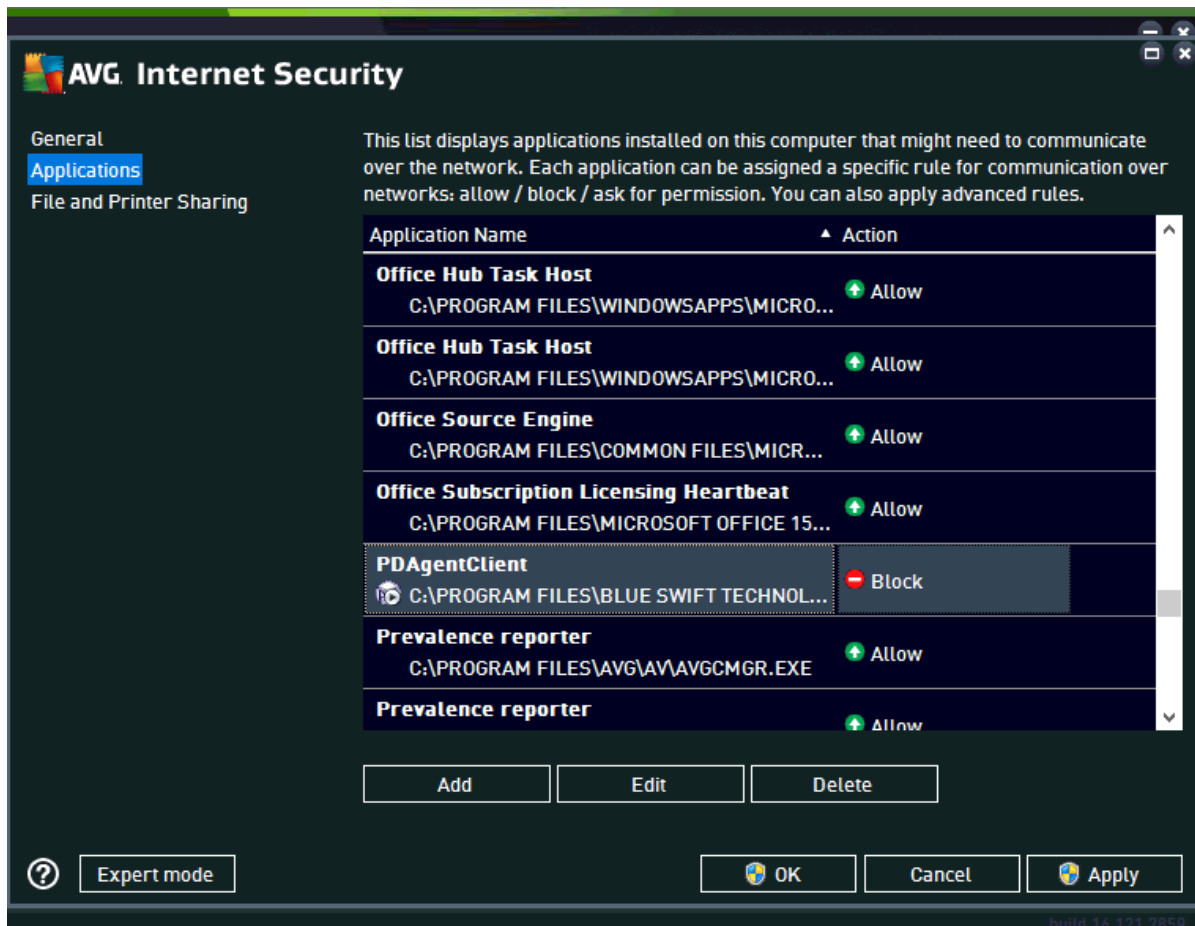 AVG. Internet Security
General
Applications
File and Printer Sharing
This list displays applications installed on this computer that might need to communicate
over the network. Each application can be assigned a specific rule for communication over
networks: allow / block / ask for permission. You can also apply advanced rules.
Application Name Action
Office Hub Task Host
C:\PROGRAM FILES\WINDOWSAPPS\MICRO...
Allow
Office Hub Task Host
C:\PROGRAM FILES\WINDOWSAPPS\MICRO...
Allow
Office Source Engine
C:\PROGRAM FILES\COMMON FILES\MICR...
Allow
Office Subscription Licensing Heartbeat
C:\PROGRAM FILES\MICROSOFT OFFICE 15...
Allow
PDAgentClient
C:\PROGRAM FILES\BLUE SWIFT TECHNOL...
Block
Prevalence reporter
C:\PROGRAM FILES\AVG\AV\AVGCMGR.EXE
Allow
Prevalence reporter
Allow
Add Edit Delete
? Expert mode OK Cancel Apply
build 16.121.7859